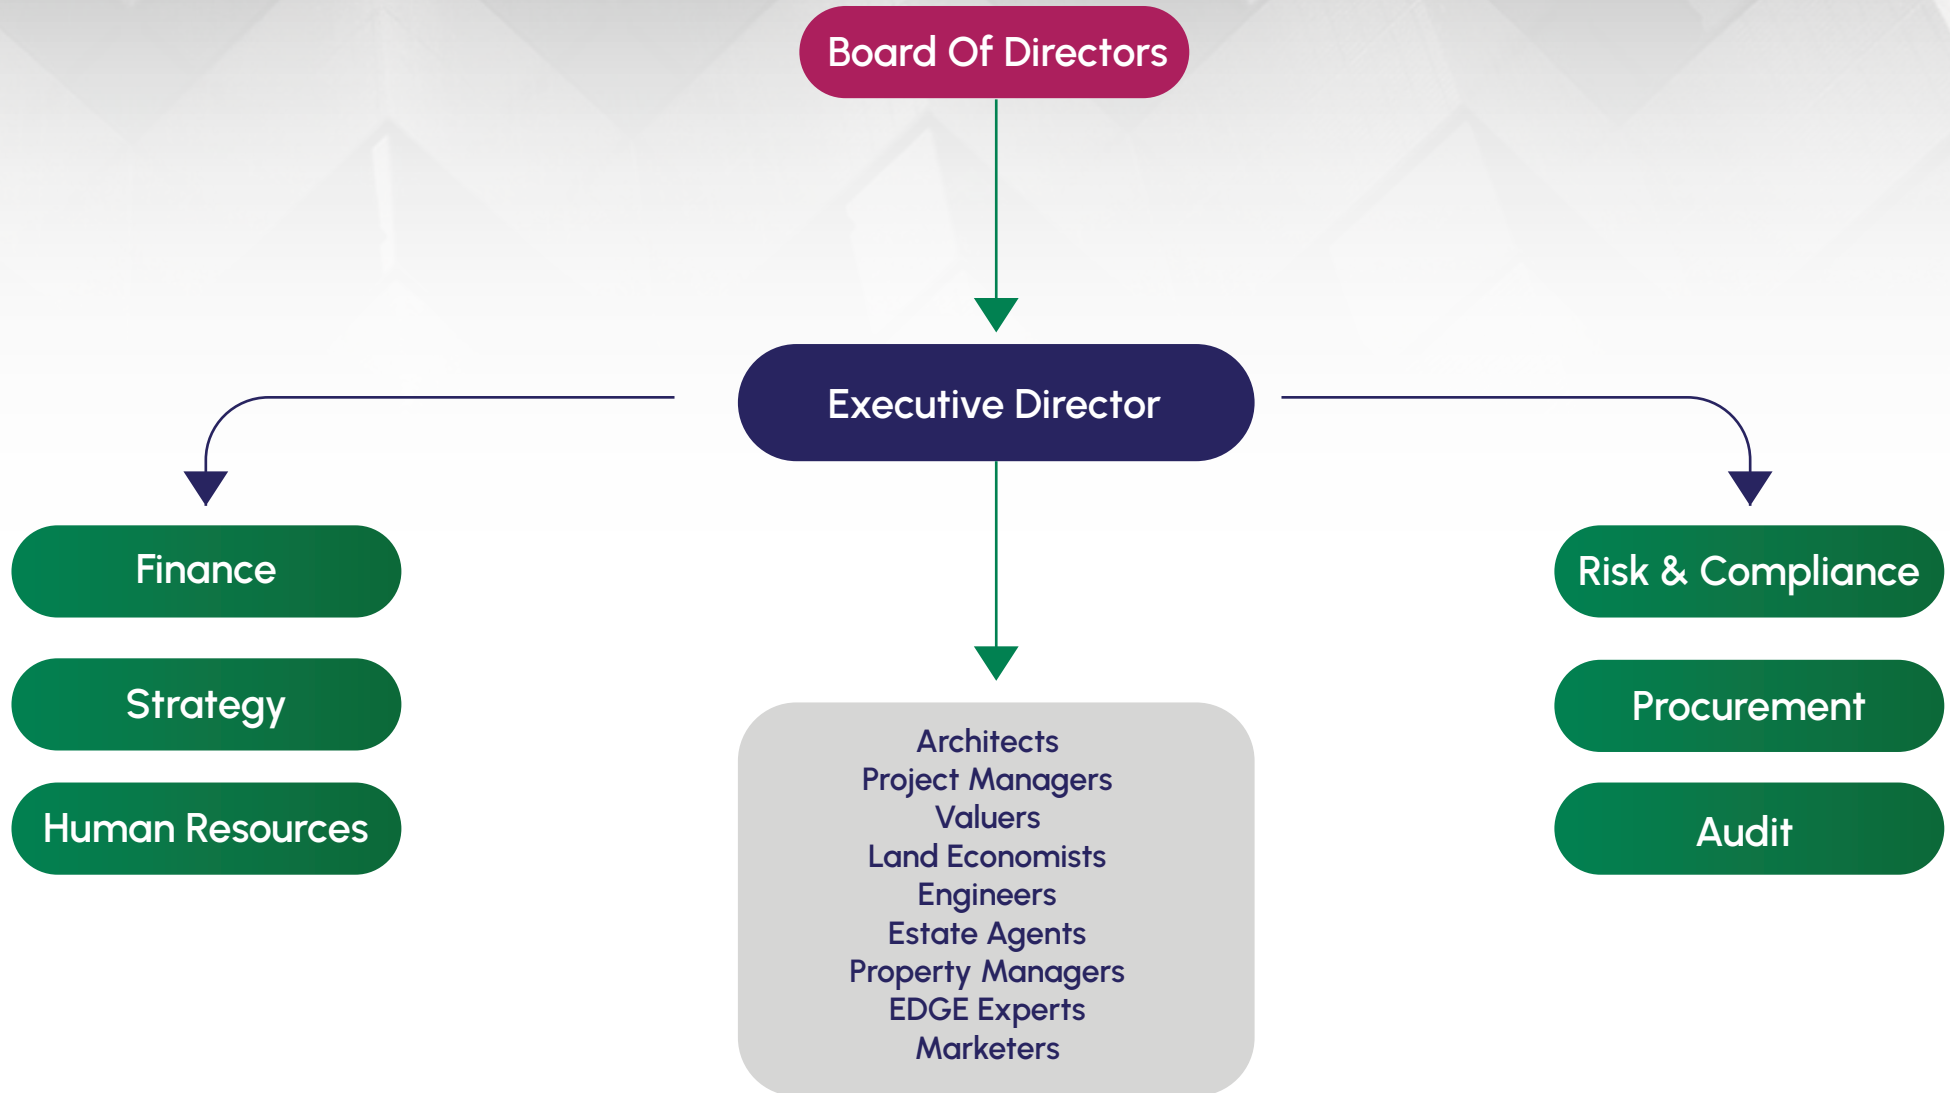 Board Of Directors
Executive Director
Finance
Strategy
Human Resources
Architects
Project Managers
Valuers
Land Economists
Engineers
Estate Agents
Property Managers
EDGE Experts
Marketers
Risk & Compliance
Procurement
Audit